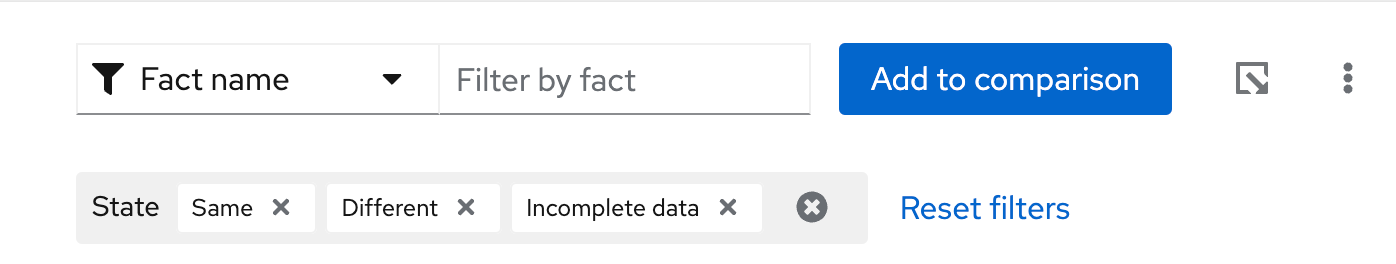 Fact name Filter by fact Add to comparison
State Same Different Incomplete data Reset filters